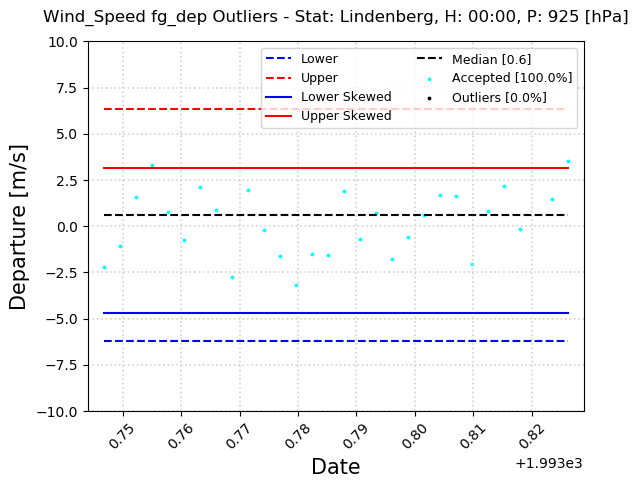 Wind_Speed fg_dep Outliers - Stat: Lindenberg, H: 00:00, P: 925 [hPa]
Lower
Upper
Lower Skewed
Upper Skewed
Median [0.6]
Accepted [100.0%]
Outliers [0.0%]
Departure [m/s]
10.0
7.5
5.0
2.5
0.0
−2.5
−5.0
−7.5
−10.0
0.75
0.76
0.77
0.78
0.79
0.80
0.81
0.82
+1.993e3
Date